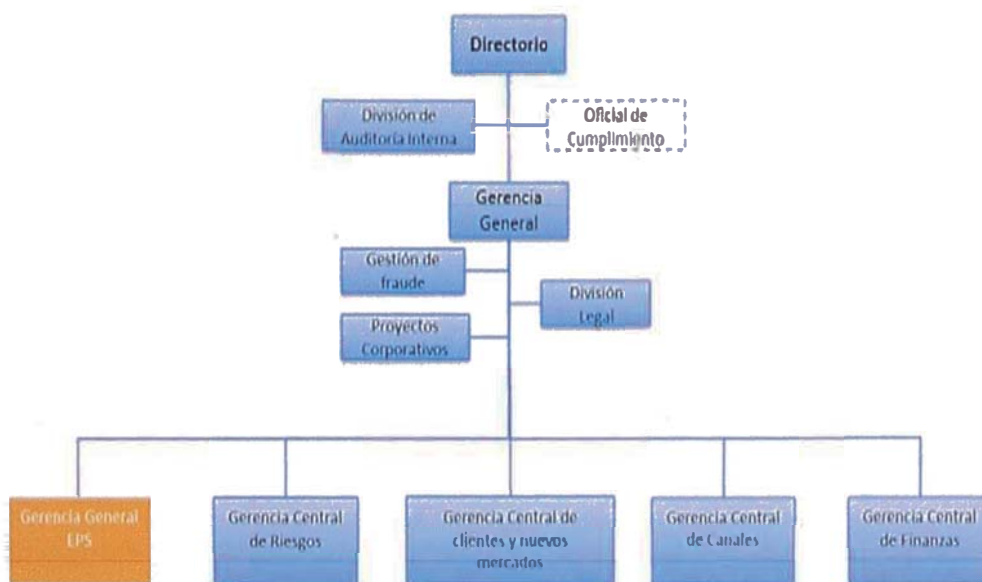 Directorio
División de
Auditoría Interna
Oficial de
Cumplimiento
Gerencia
General
Gestión de
fraude
División
Legal
Proyectos
Corporativos
Gerencia General
EPS
Gerencia Central
de Riesgos
Gerencia Central de
clientes y nuevos
mercados
Gerencia Central
de Canales
Gerencia Central
de Finanzas